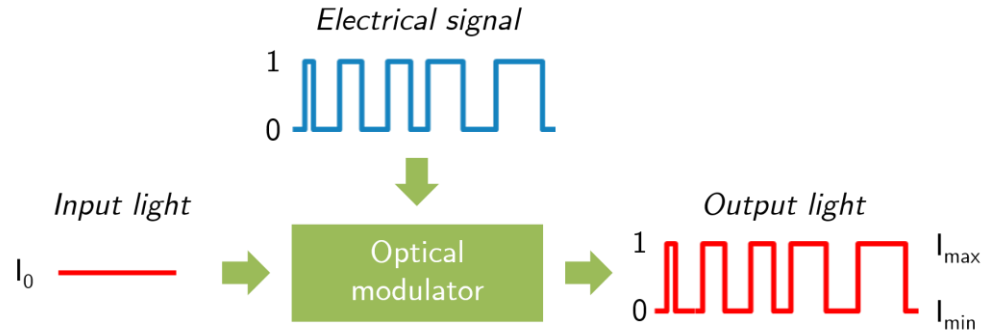 Electrical signal
1
0
Input light
Output light
I₀
Optical
modulator
1
0
Iₘₐₓ
Iₘᵢₙ